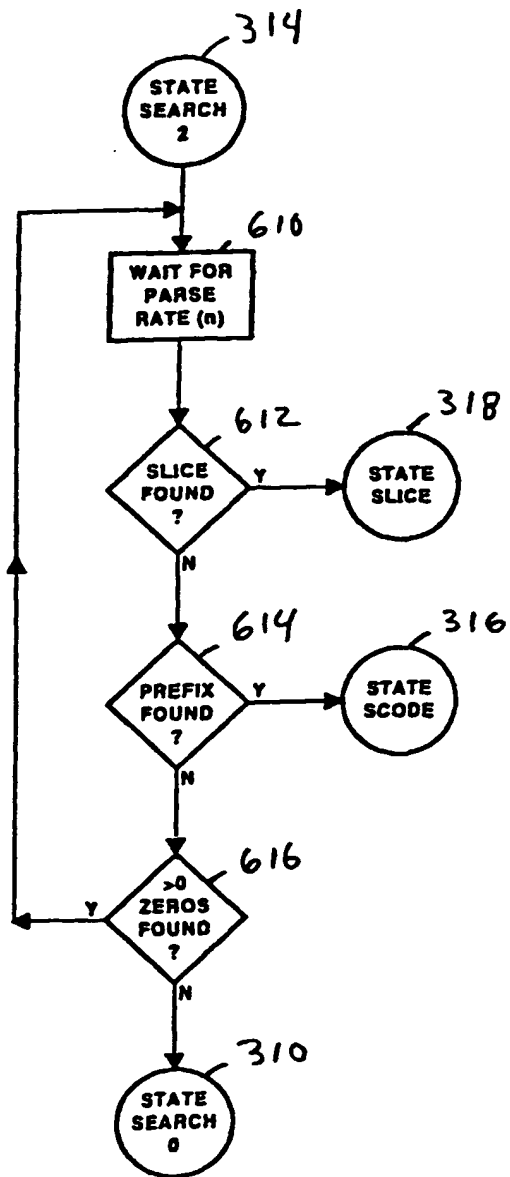 314
STATE
SEARCH
2
610
WAIT FOR
PARSE
RATE (n)
612
SLICE
FOUND
?
Y
318
STATE
SLICE
N
614
PREFIX
FOUND
?
Y
316
STATE
SCODE
N
616
>0
ZEROS
FOUND
?
Y
N
310
STATE
SEARCH
0